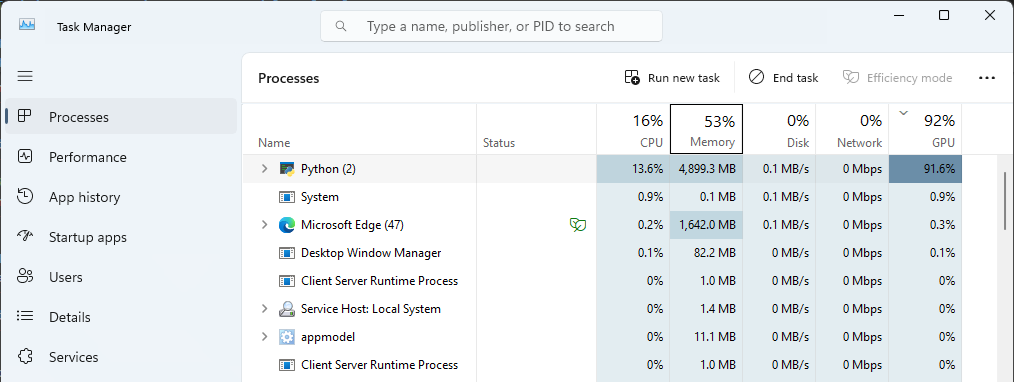 Task Manager
Type a name, publisher, or PID to search
Processes
Performance
App history
Startup apps
Users
Details
Services
Processes
Run new task
End task
Efficiency mode
16% 53% 0% 0% 92%
Name Status CPU Memory Disk Network GPU
Python (2) 13.6% 4,899.3 MB 0.1 MB/s 0 Mbps 91.6%
System 0.9% 0.1 MB 0.1 MB/s 0 Mbps 0.9%
Microsoft Edge (47) 0.2% 1,642.0 MB 0.1 MB/s 0 Mbps 0.3%
Desktop Window Manager 0.1% 82.2 MB 0 MB/s 0 Mbps 0.1%
Client Server Runtime Process 0% 1.0 MB 0 MB/s 0 Mbps 0%
Service Host: Local System 0% 1.4 MB 0 MB/s 0 Mbps 0%
appmodel 0% 11.1 MB 0 MB/s 0 Mbps 0%
Client Server Runtime Process 0% 1.0 MB 0 MB/s 0 Mbps 0%